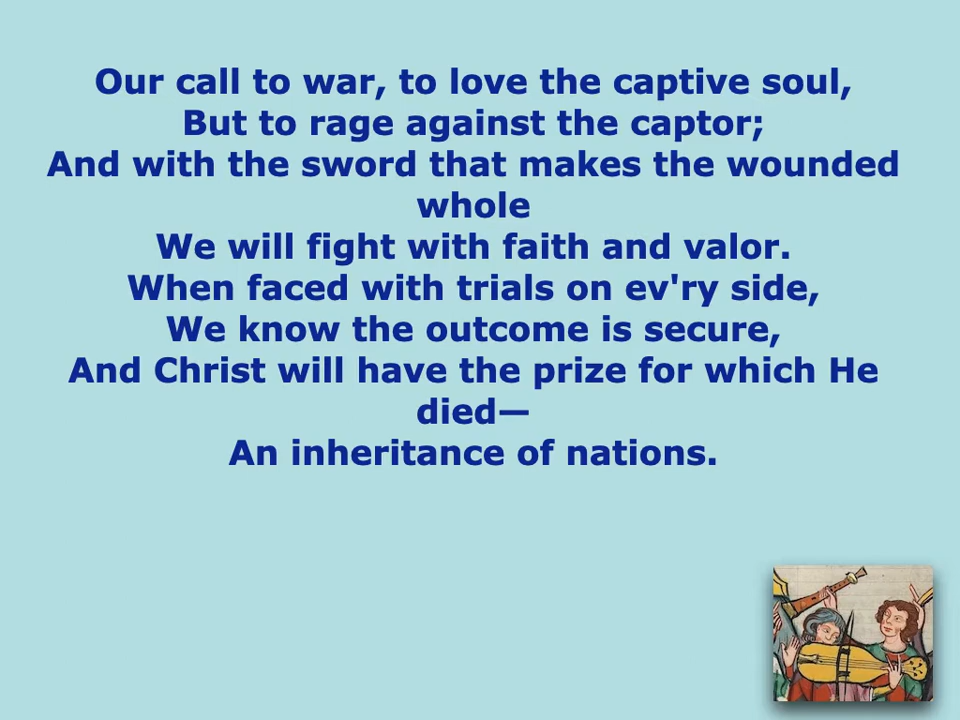 Our call to war, to love the captive soul,
But to rage against the captor;
And with the sword that makes the wounded
whole
We will fight with faith and valor.
When faced with trials on ev'ry side,
We know the outcome is secure,
And Christ will have the prize for which He
died—
An inheritance of nations.